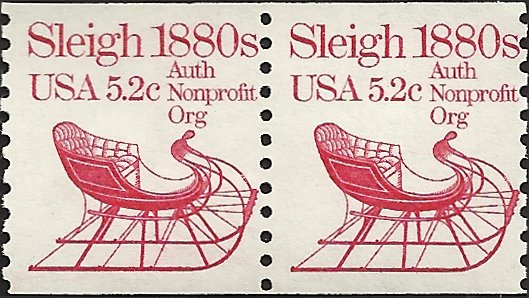 Sleigh 1880s
USA 5.2c
Auth
Nonprofit
Org
Sleigh 1880s
USA 5.2c
Auth
Nonprofit
Org